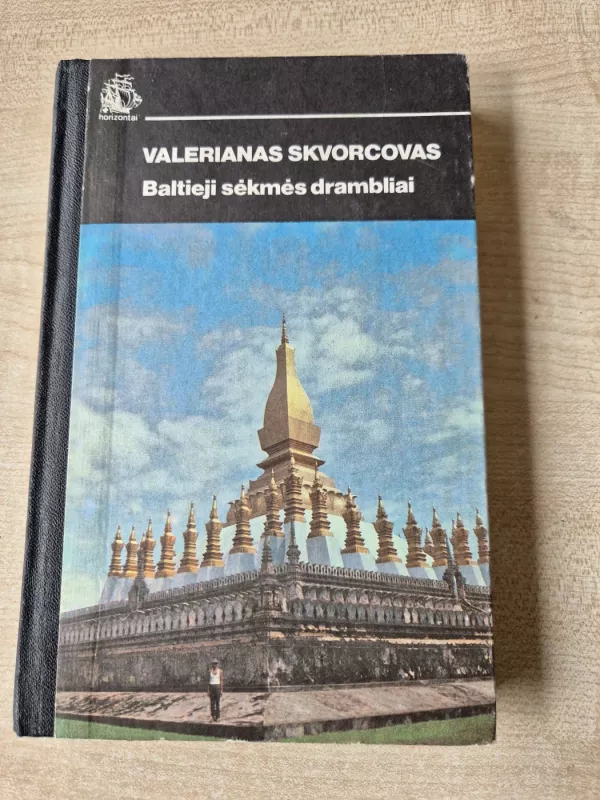 horizontai
VALERIANAS SKVORCOVAS
Baltieji sėkmės drambliai